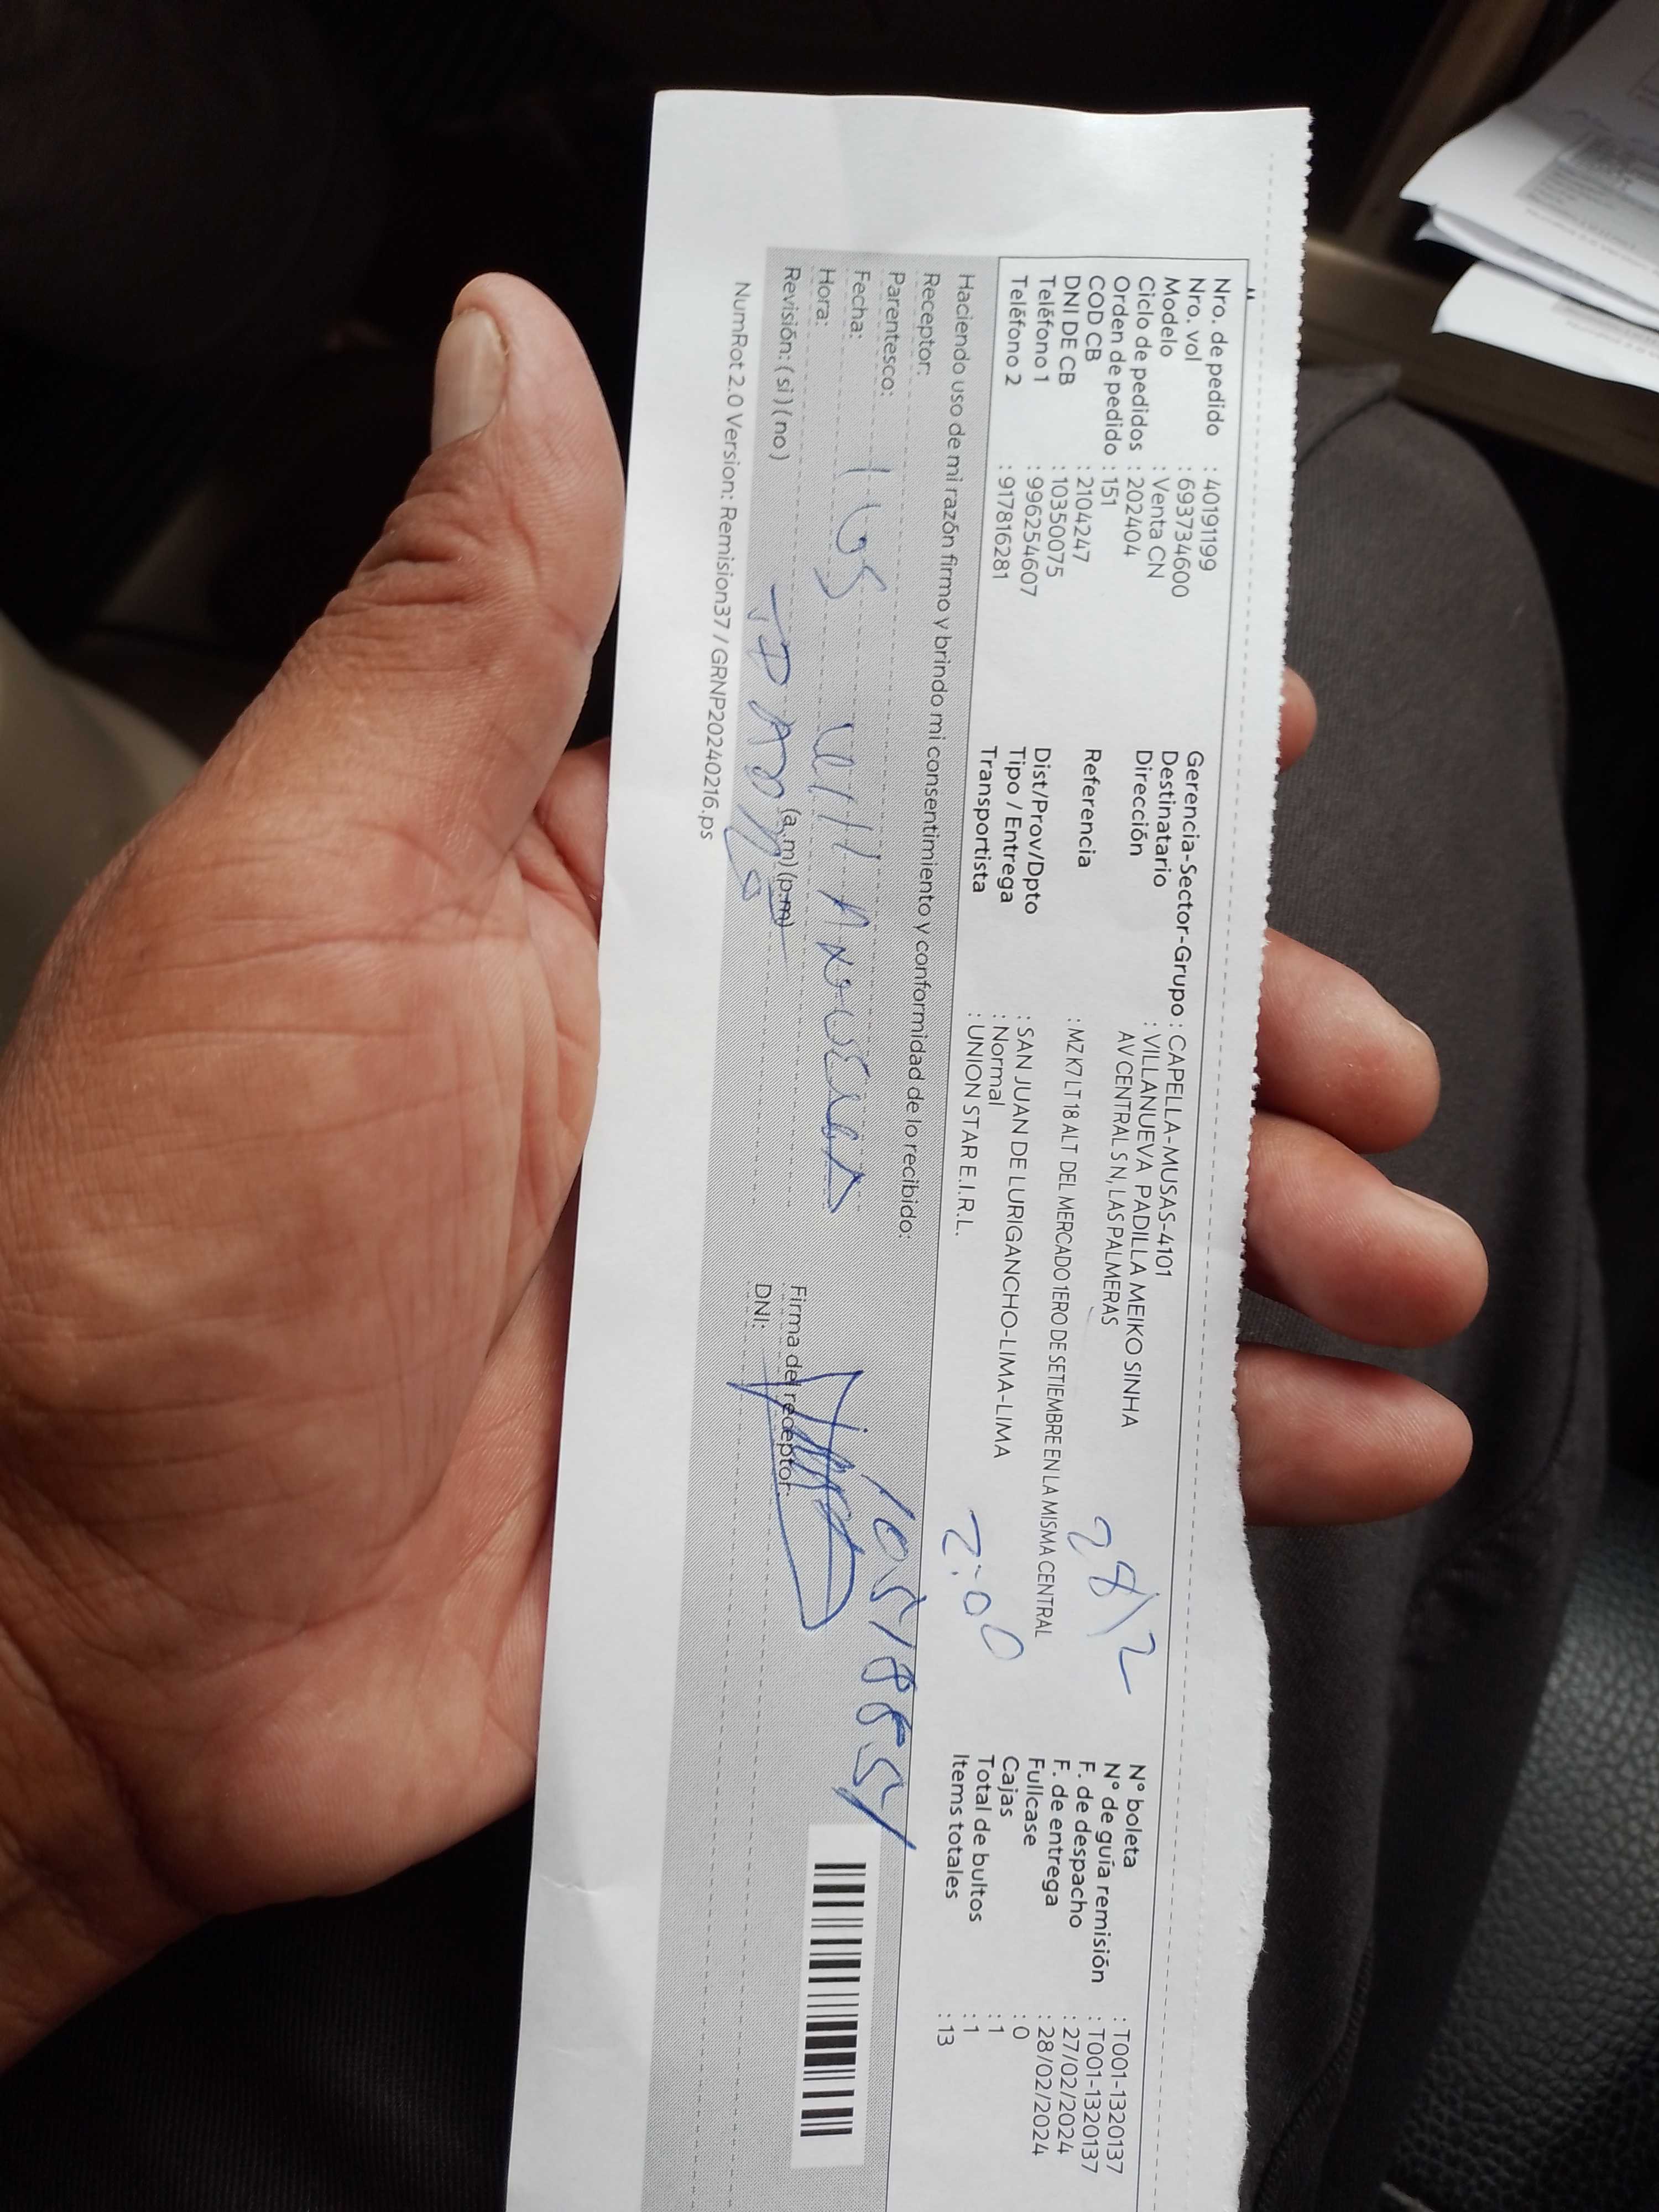 Nro. de pedido : 40191199
Nro. vol : 693734600
Modelo : Venta CN
Ciclo de pedidos : 202404
Orden de pedido : 151
COD CB : 2104247
DNI DE CB : 10350075
Teléfono 1 : 996254607
Teléfono 2 : 917816281
Gerencia-Sector-Grupo : CAPELLA-MUSAS-4101
Destinatario : VILLANUEVA PADILLA MEIKO SINHA
Dirección AV CENTRAL S N, LAS PALMERAS
Referencia : MZ K7 LT 18 ALT DEL MERCADO 1ERO DE SETIEMBRE EN LA MISMA CENTRAL
Dist/Prov/Dpto : SAN JUAN DE LURIGANCHO-LIMA-LIMA
Tipo / Entrega : Normal
Transportista : UNION STAR E.I.R.L.
28/2
2:00
N° boleta : T001-1320137
N° de guía remisión : T001-1320137
F. de despacho : 27/02/2024
F. de entrega : 28/02/2024
Fullcase : 0
Cajas : 1
Total de bultos : 1
Items totales : 13
Haciendo uso de mi razón firmo y brindo mi consentimiento y conformidad de lo recibido:
Receptor:
Parentesco:
Fecha:
Hora: (a.m) (p.m)
Revisión: ( si ) ( no )
Firma del receptor:
DNI:
NumRot 2.0 Version: Remision37 / GRNP20240216.ps